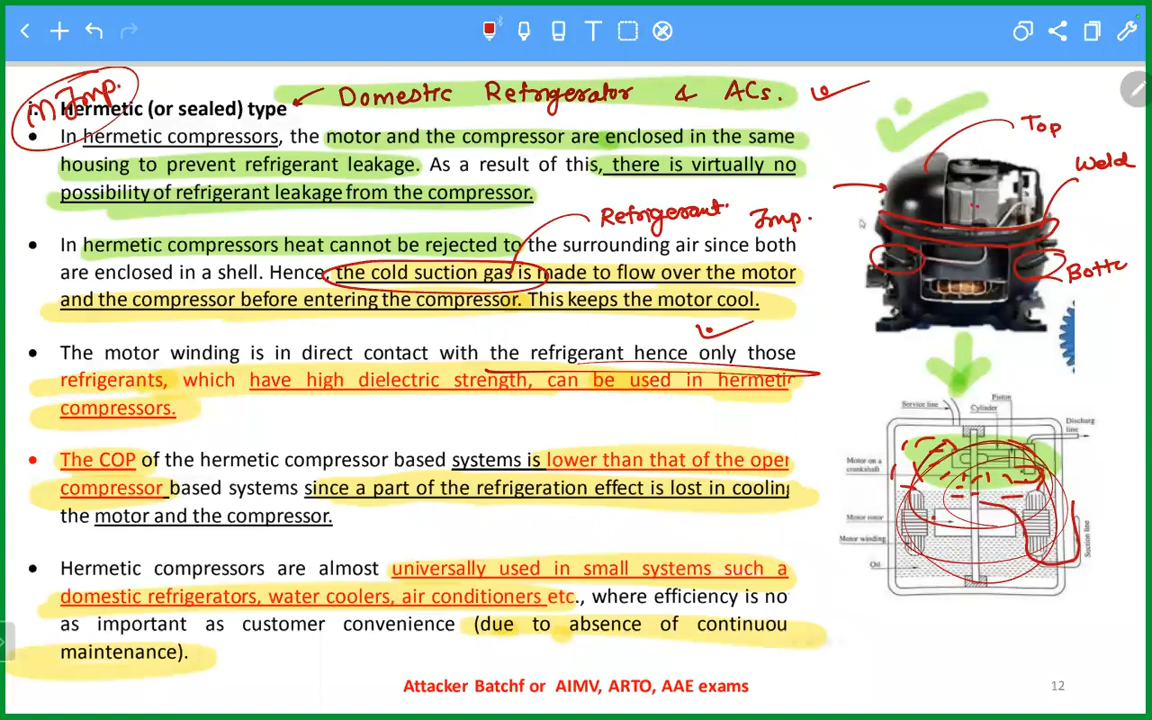 M Imp.
Domestic Refrigerator & ACs.
i. Hermetic (or sealed) type
• In hermetic compressors, the motor and the compressor are enclosed in the same
housing to prevent refrigerant leakage. As a result of this, there is virtually no
possibility of refrigerant leakage from the compressor.
Refrigerant. Imp.
• In hermetic compressors heat cannot be rejected to the surrounding air since both
are enclosed in a shell. Hence, the cold suction gas is made to flow over the motor
and the compressor before entering the compressor. This keeps the motor cool.
• The motor winding is in direct contact with the refrigerant hence only those
refrigerants, which have high dielectric strength, can be used in hermetic
compressors.
• The COP of the hermetic compressor based systems is lower than that of the open
compressor based systems since a part of the refrigeration effect is lost in cooling
the motor and the compressor.
• Hermetic compressors are almost universally used in small systems such a
domestic refrigerators, water coolers, air conditioners etc., where efficiency is no
as important as customer convenience (due to absence of continuou
maintenance).
Top
Weld
Botto
Piston
Service line
Cylinder
Discharge
line
Motor on a
crankshaft
Motor rotor
Motor winding
Oil
Suction line
Attacker Batchf or AIMV, ARTO, AAE exams
12